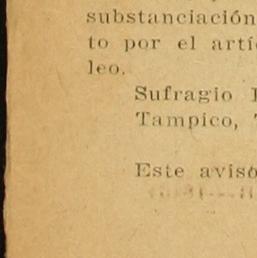 substanciación
to por el artí
leo.
Sufragio
Tampico,
Este aviso